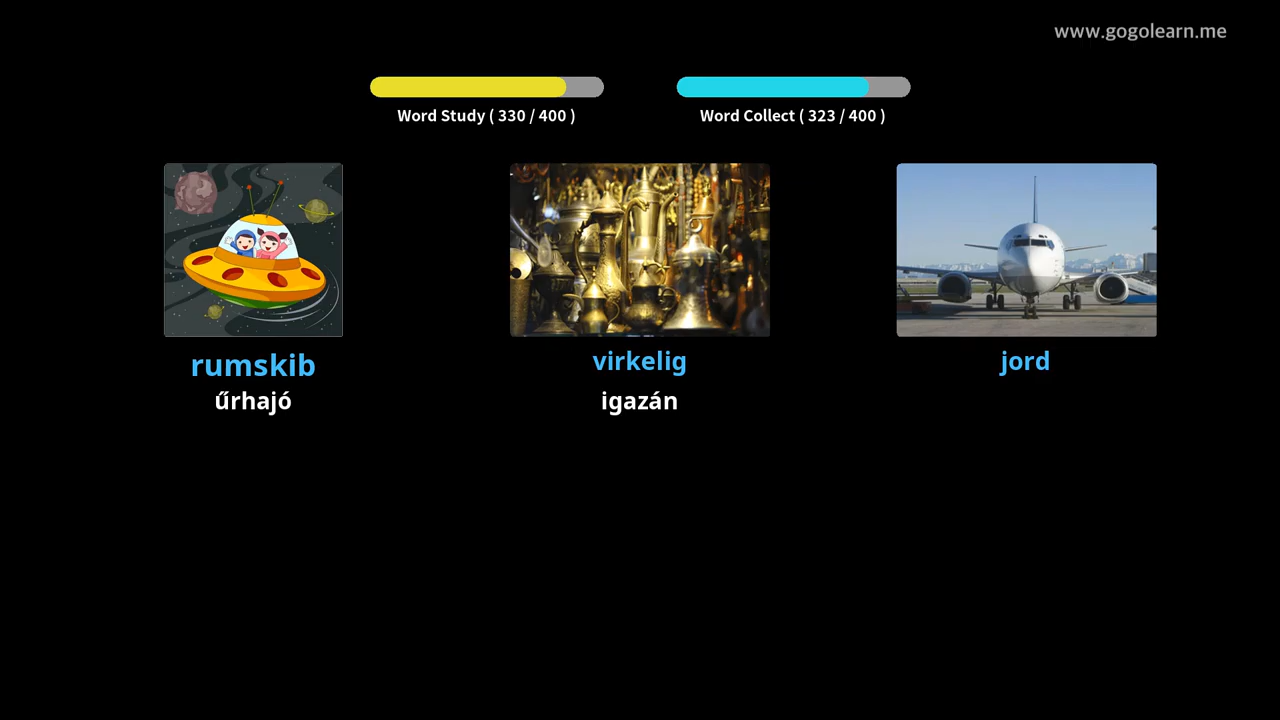 www.gogolearn.me
Word Study ( 330 / 400 )
Word Collect ( 323 / 400 )
rumskib
űrhajó
virkelig
igazán
jord